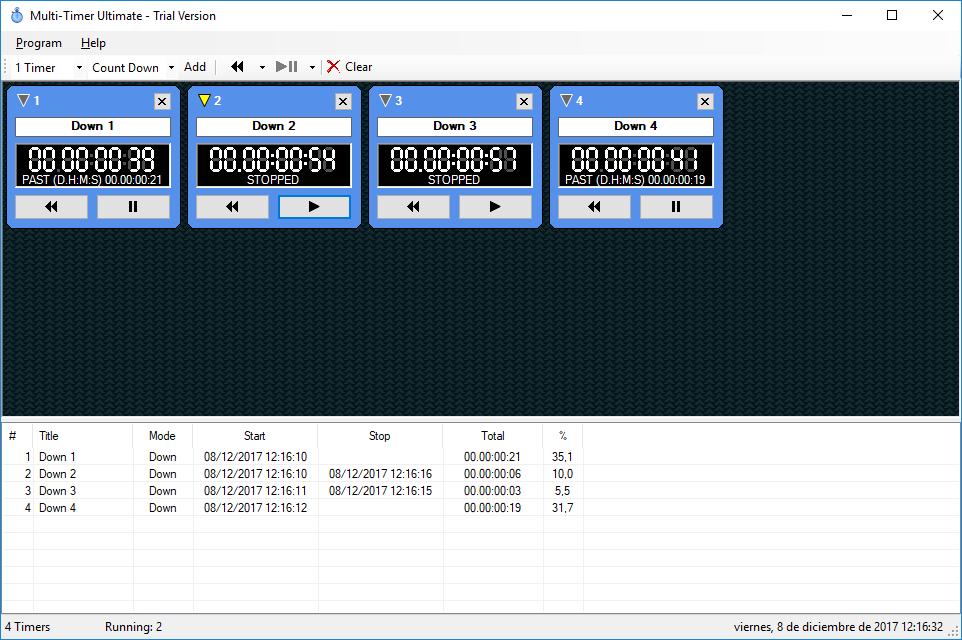 Multi-Timer Ultimate - Trial Version
Program Help
1 Timer Count Down Add Clear
1 2 3 4
Down 1 Down 2 Down 3 Down 4
00.00:00:39 00.00:00:54 00.00:00:57 00.00:00:41
PAST (D.H:M:S) 00.00:00:21 STOPPED STOPPED PAST (D.H:M:S) 00.00:00:19
# Title Mode Start Stop Total %
1 Down 1 Down 08/12/2017 12:16:10 00.00:00:21 35,1
2 Down 2 Down 08/12/2017 12:16:10 08/12/2017 12:16:16 00.00:00:06 10,0
3 Down 3 Down 08/12/2017 12:16:11 08/12/2017 12:16:15 00.00:00:03 5,5
4 Down 4 Down 08/12/2017 12:16:12 00.00:00:19 31,7
4 Timers Running: 2 viernes, 8 de diciembre de 2017 12:16:32